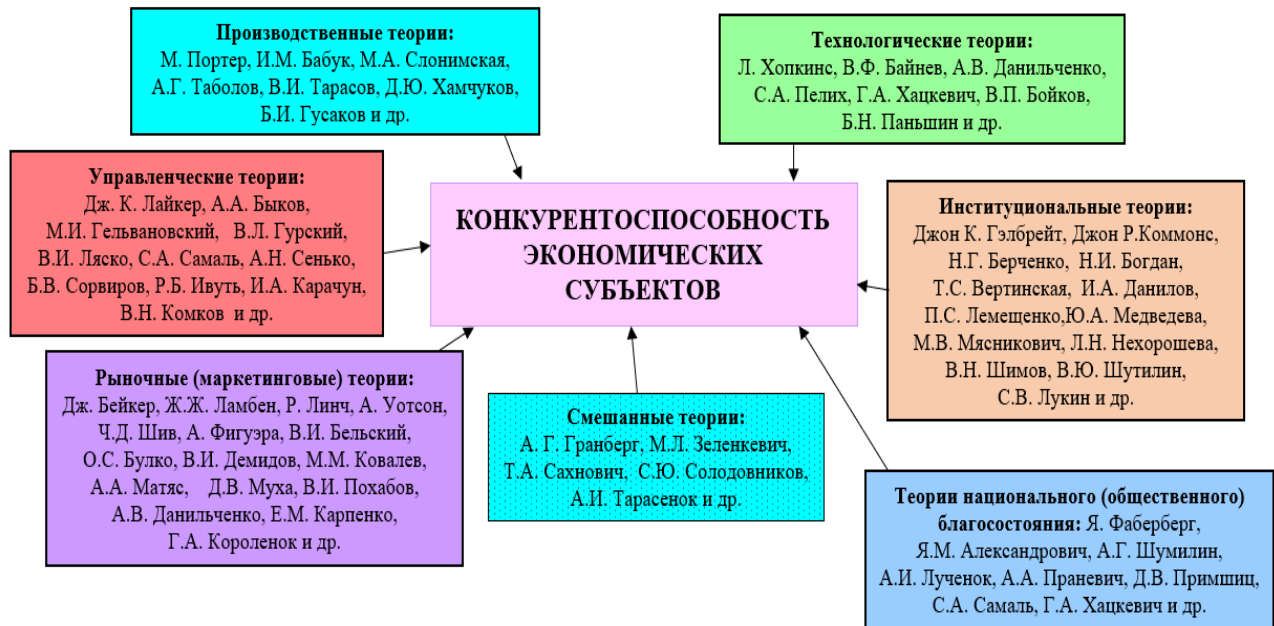 Производственные теории:
М. Портер, И.М. Бабук, М.А. Слонимская,
А.Г. Таболов, В.И. Тарасов, Д.Ю. Хамчуков,
Б.И. Гусаков и др.
Технологические теории:
Л. Хопкинс, В.Ф. Байнев, А.В. Данильченко,
С.А. Пелих, Г.А. Хацкевич, В.П. Бойков,
Б.Н. Паньшин и др.
Управленческие теории:
Дж. К. Лайкер, А.А. Быков,
М.И. Гельвановский, В.Л. Гурский,
В.И. Ляско, С.А. Самаль, А.Н. Сенько,
Б.В. Сорвиров, Р.Б. Ивуть, И.А. Карачун,
В.Н. Комков и др.
КОНКУРЕНТОСПОСОБНОСТЬ
ЭКОНОМИЧЕСКИХ
СУБЪЕКТОВ
Институциональные теории:
Джон К. Гэлбрейт, Джон Р.Коммонс,
Н.Г. Берченко, Н.И. Богдан,
Т.С. Вертинская, И.А. Данилов,
П.С. Лемещенко,Ю.А. Медведева,
М.В. Мясникович, Л.Н. Нехорошева,
В.Н. Шимов, В.Ю. Шутилин,
С.В. Лукин и др.
Рыночные (маркетинговые) теории:
Дж. Бейкер, Ж.Ж. Ламбен, Р. Линч, А. Уотсон,
Ч.Д. Шив, А. Фигуэра, В.И. Бельский,
О.С. Булко, В.И. Демидов, М.М. Ковалев,
А.А. Матяс, Д.В. Муха, В.И. Похабов,
А.В. Данильченко, Е.М. Карпенко,
Г.А. Короленок и др.
Смешанные теории:
А. Г. Гранберг, М.Л. Зеленкевич,
Т.А. Сахнович, С.Ю. Солодовников,
А.И. Тарасенок и др.
Теории национального (общественного)
благосостояния: Я. Фаберберг,
Я.М. Александрович, А.Г. Шумилин,
А.И. Лученок, А.А. Праневич, Д.В. Примшиц,
С.А. Самаль, Г.А. Хацкевич и др.